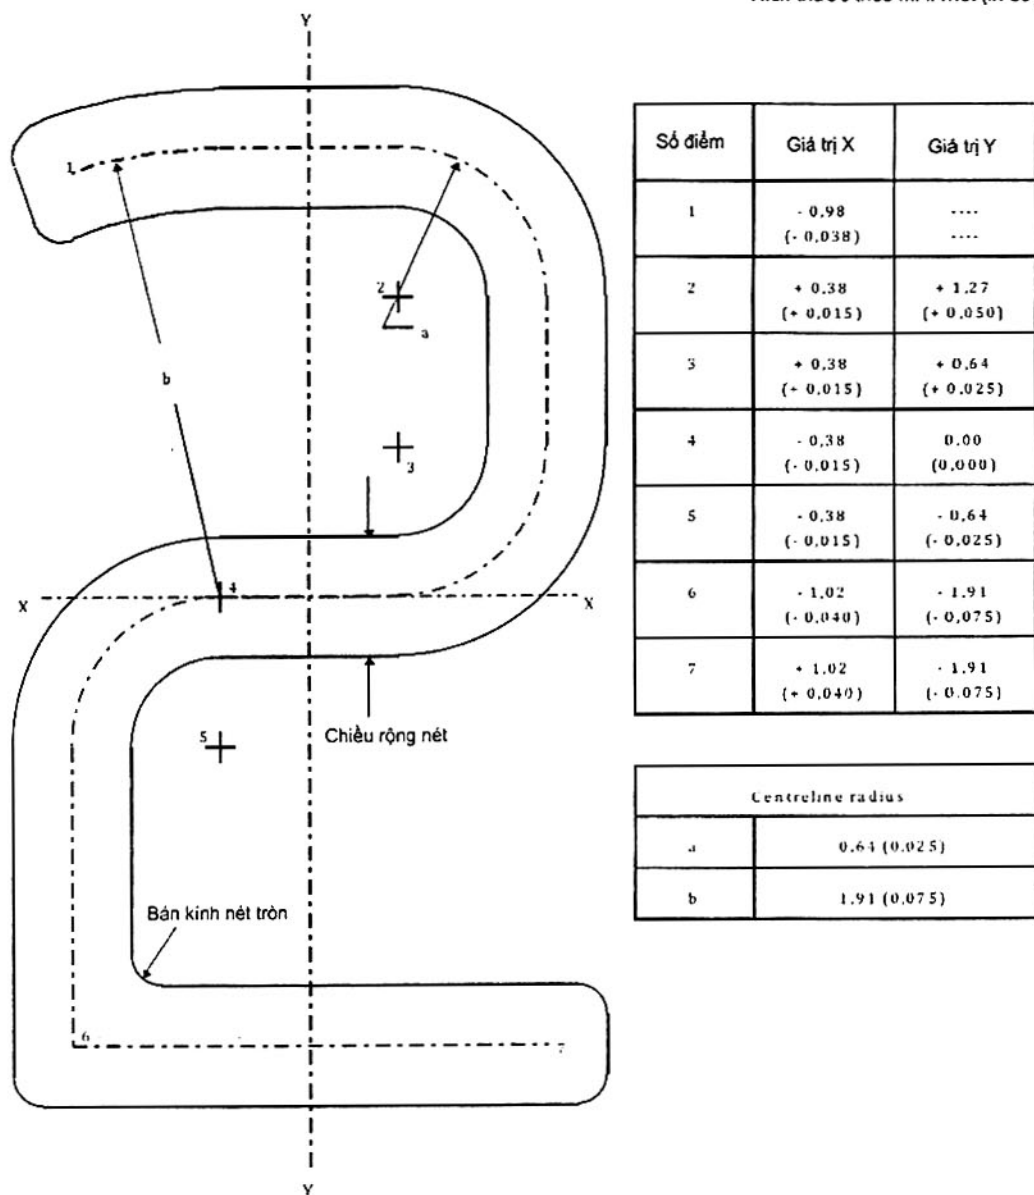 Y
1
2
a
b
3
4
X
X
5
Chiều rộng nét
Bán kính nét tròn
6
7
Y
Số điểm Giá trị X Giá trị Y
1 - 0,98 ----
(- 0,038) ----
2 + 0,38 + 1,27
(+ 0,015) (+ 0,050)
3 + 0,38 + 0,64
(+ 0,015) (+ 0,025)
4 - 0,38 0,00
(- 0,015) (0,000)
5 - 0,38 - 0,64
(- 0,015) (- 0,025)
6 - 1,02 - 1,91
(- 0,040) (- 0,075)
7 + 1,02 - 1,91
(+ 0,040) (- 0,075)
Centreline radius
a 0,64 (0,025)
b 1,91 (0,075)